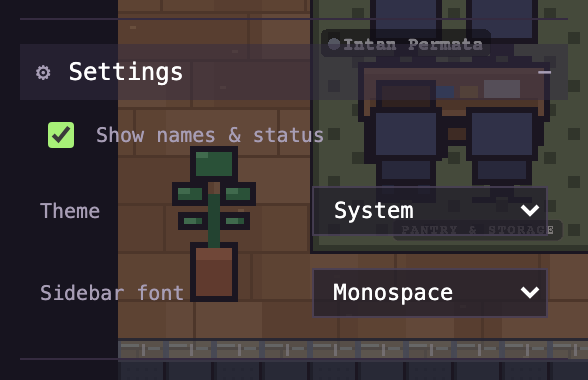 Intan Permata
Settings
Show names & status
Theme
System
PANTRY & STORAGE
Sidebar font
Monospace